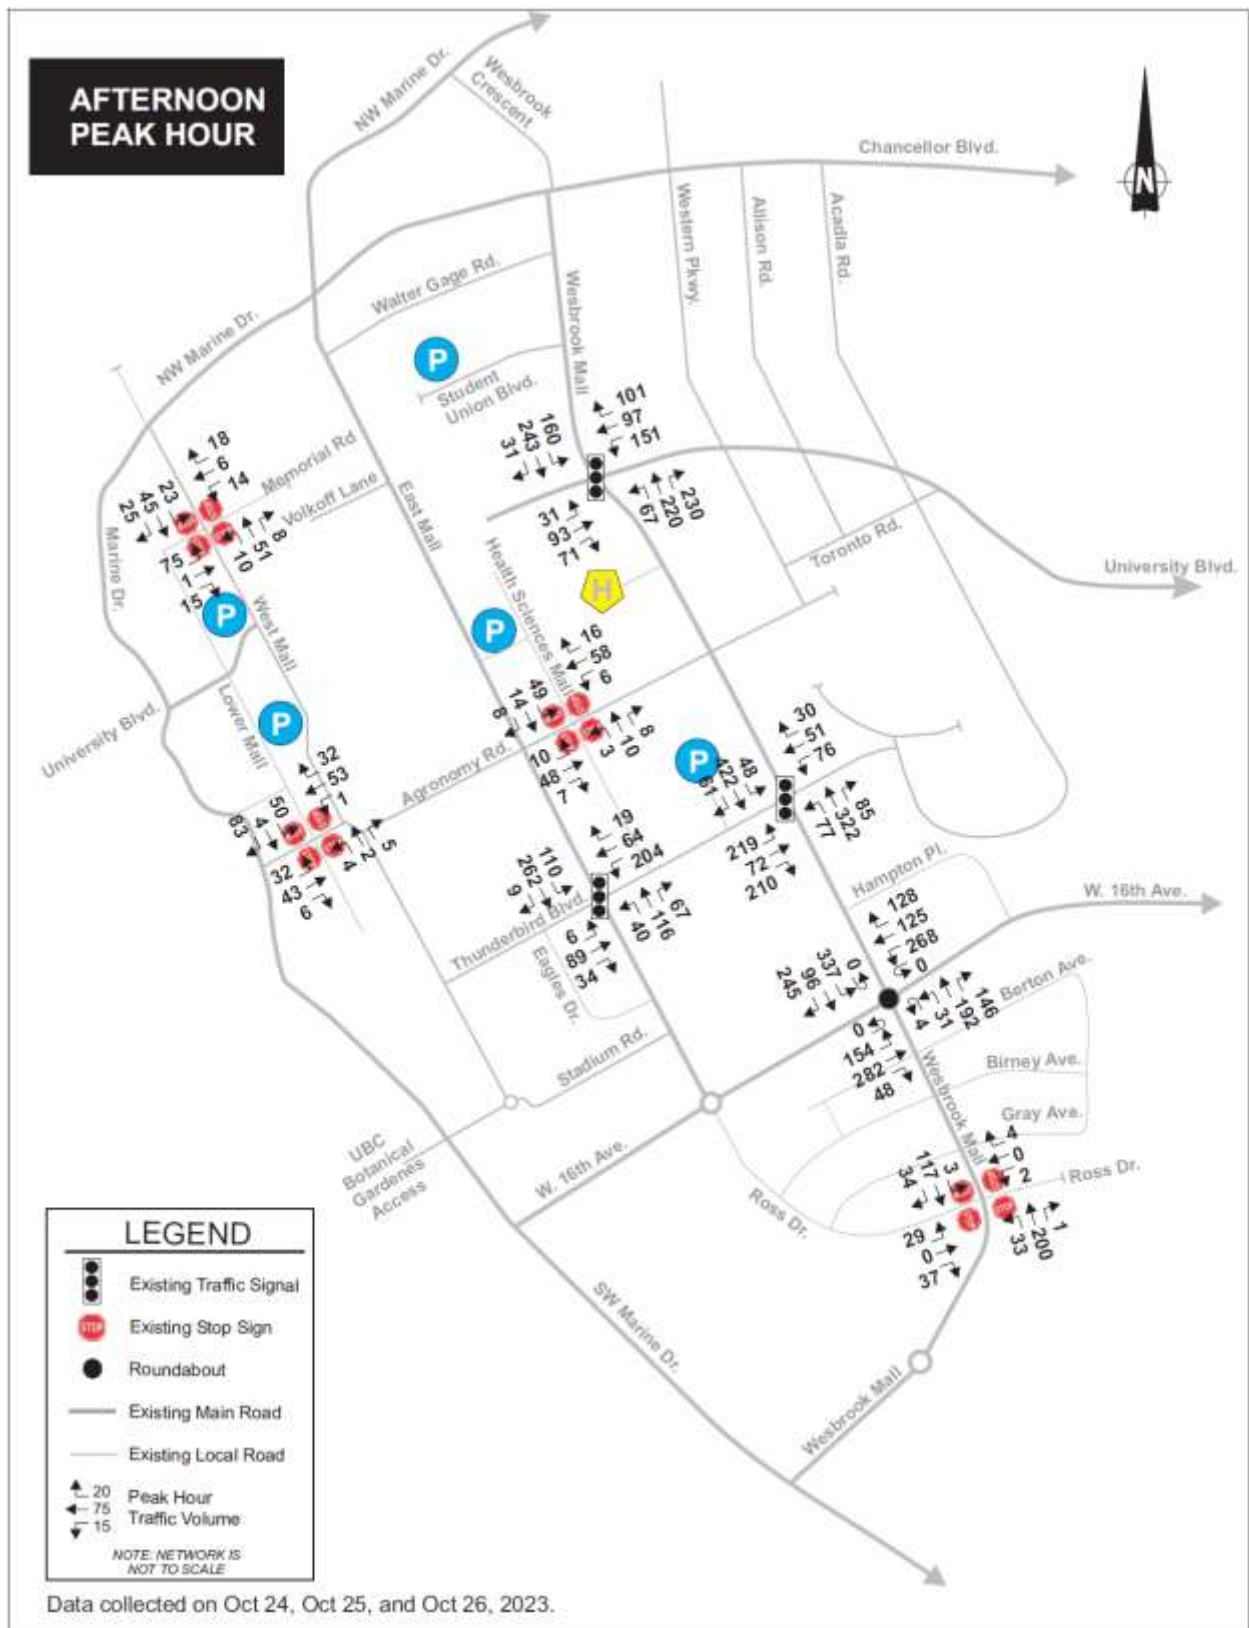 AFTERNOON
PEAK HOUR
NW Marine Dr.
Wesbrook
Crescent
Chancellor Blvd.
N
Western Pkwy.
Allison Rd.
Acadia Rd.
Walter Gage Rd.
Wesbrook Mall
NW Marine Dr.
P
Student
Union Blvd.
101
97
151
160
243
31
230
220
67
31
93
71
18
6
14
Memorial Rd
Volkoff Lane
23
45
25
8
51
10
75
1
15
East Mall
Marine Dr.
Toronto Rd.
University Blvd.
H
Health Sciences Mall
P
P
West Mall
16
58
6
49
14
8
8
10
3
10
48
7
Lower Mall
P
University Blvd.
Agronomy Rd.
P
30
51
76
48
422
61
85
322
77
219
72
210
32
53
1
50
4
83
5
2
4
32
43
6
19
64
204
110
262
9
67
116
40
6
89
34
Thunderbird Blvd.
Eagles Dr.
Hampton Pl.
W. 16th Ave.
128
125
268
0
0
337
96
245
146
192
31
4
0
154
282
48
Berton Ave.
Stadium Rd.
Wesbrook Mall
Birney Ave.
Gray Ave.
UBC
Botanical
Gardenes
Access
W. 16th Ave.
Ross Dr.
4
0
2
3
117
34
Ross Dr.
1
200
33
29
0
37
SW Marine Dr.
Wesbrook Mall
LEGEND
Existing Traffic Signal
STOP
Existing Stop Sign
Roundabout
Existing Main Road
Existing Local Road
20
75
15
Peak Hour
Traffic Volume
NOTE: NETWORK IS
NOT TO SCALE
Data collected on Oct 24, Oct 25, and Oct 26, 2023.